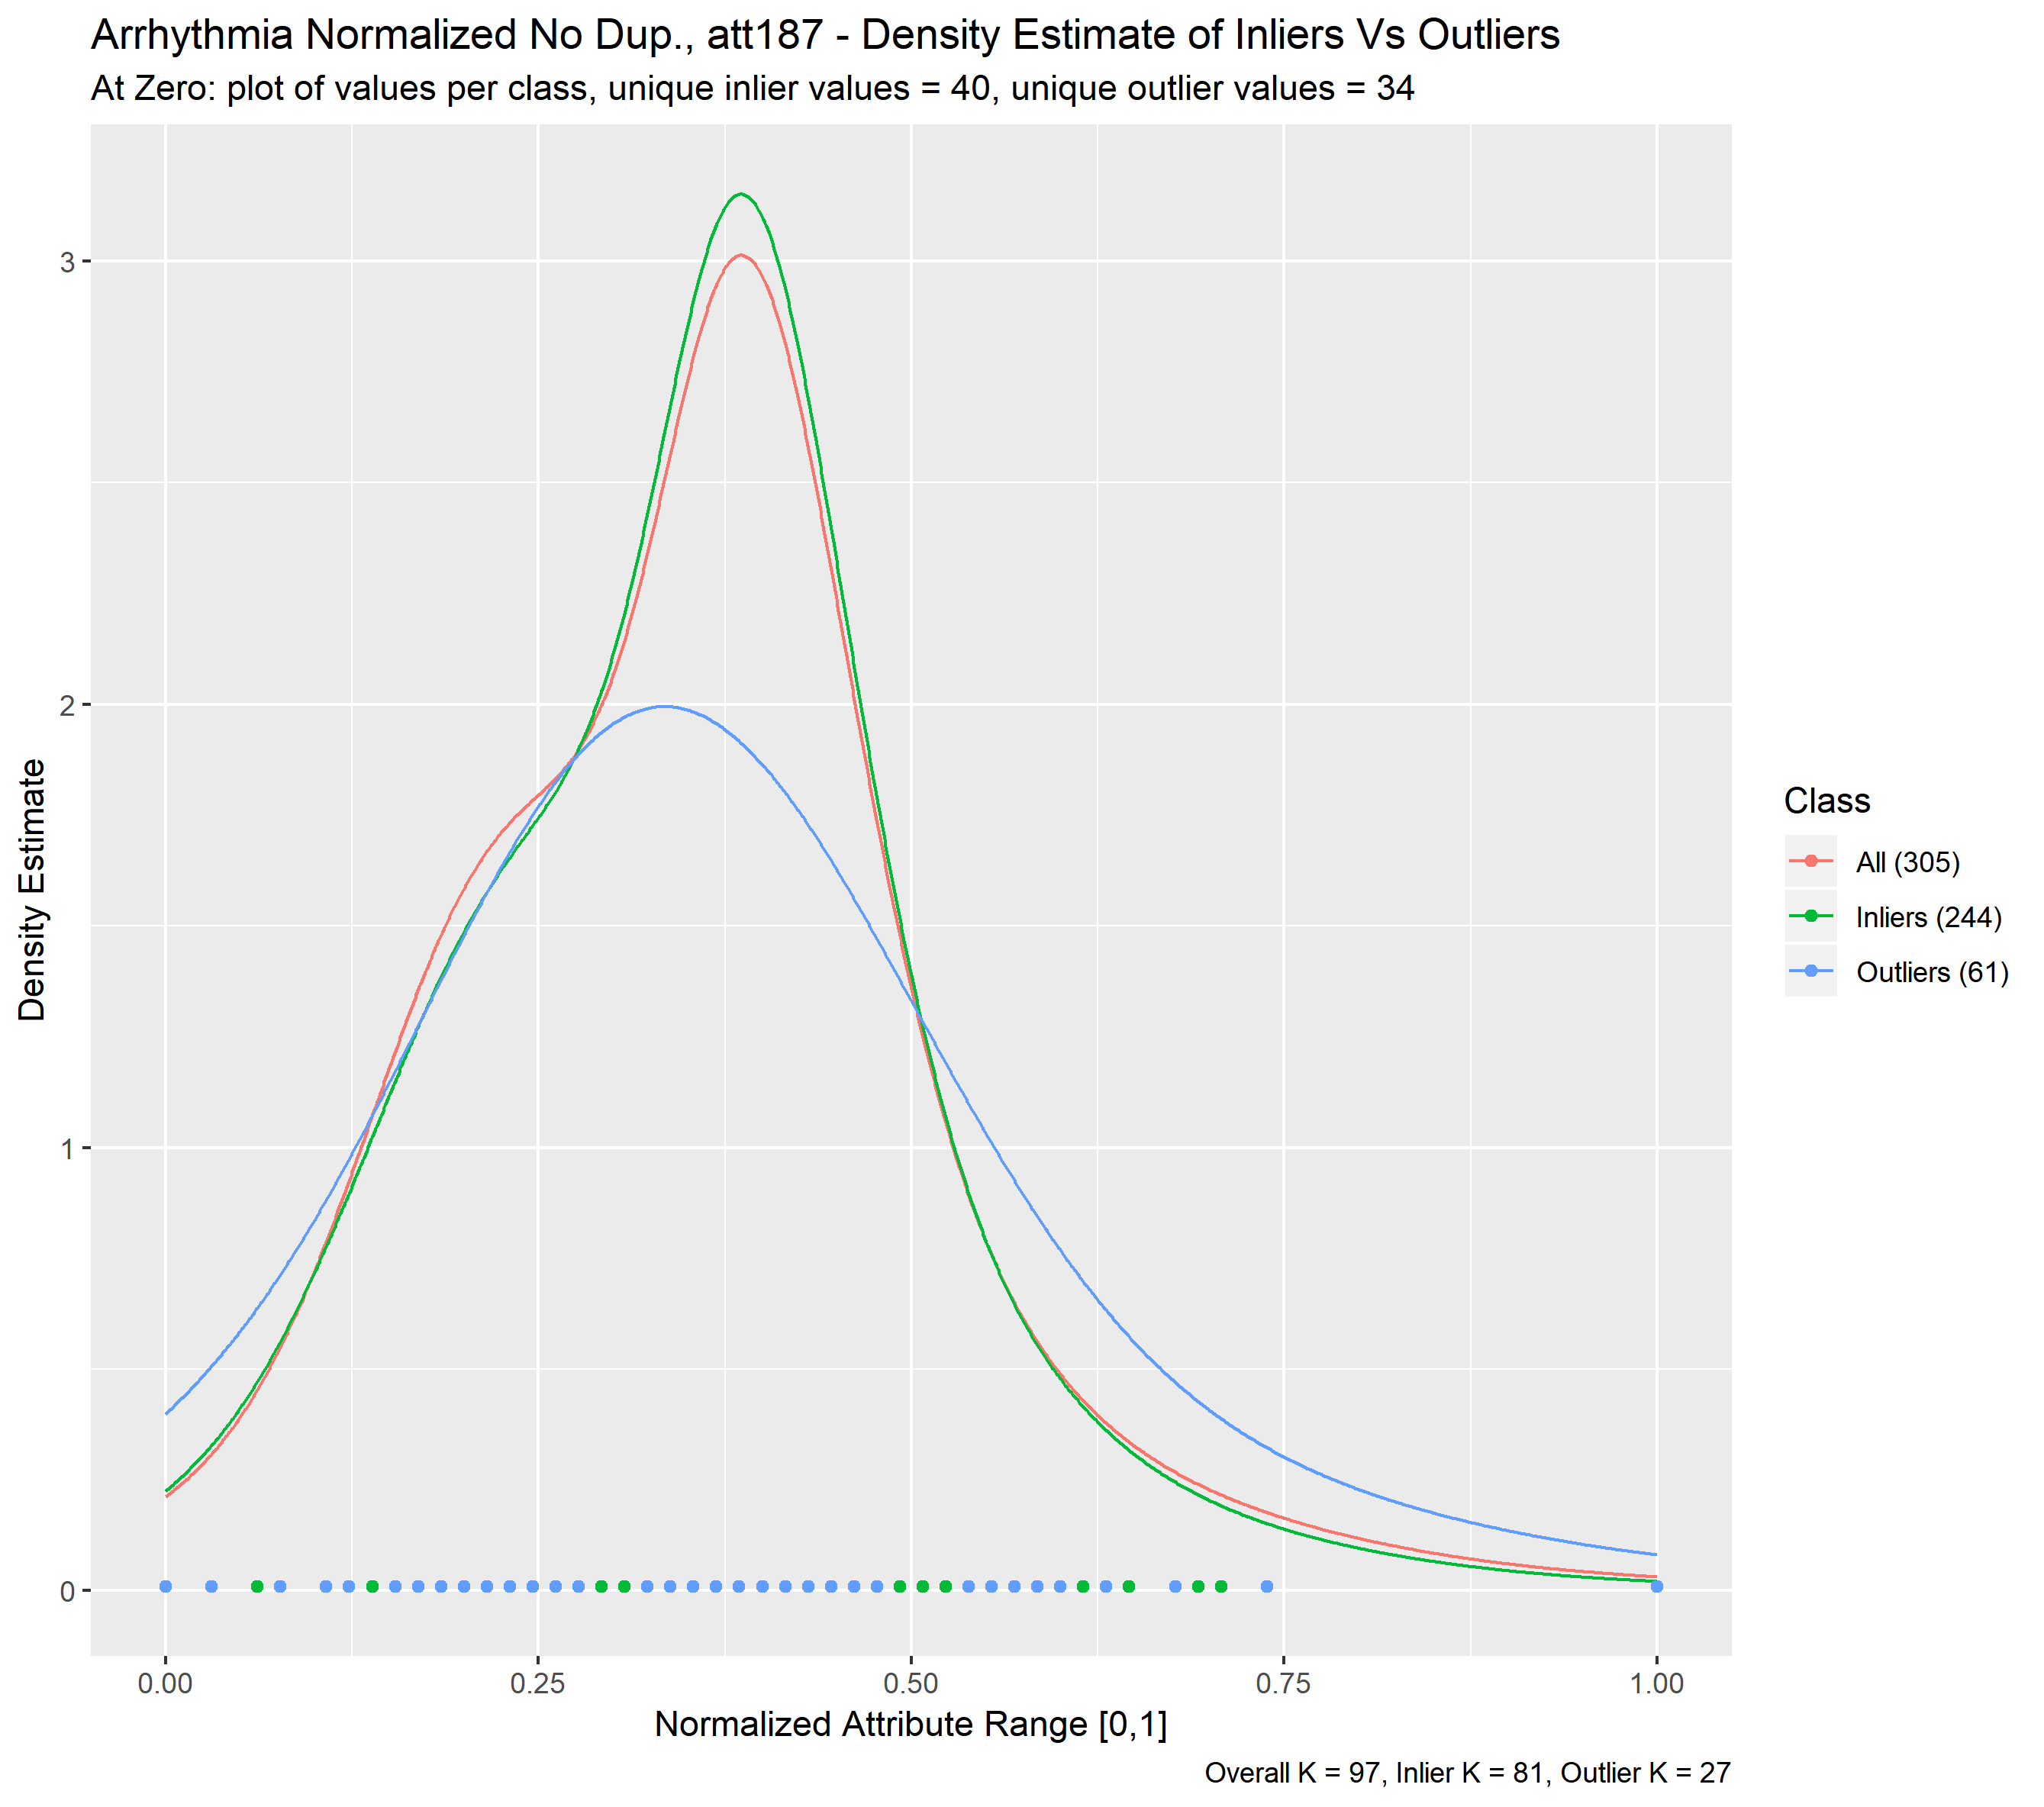 Arrhythmia Normalized No Dup., att187 - Density Estimate of Inliers Vs Outliers
At Zero: plot of values per class, unique inlier values = 40, unique outlier values = 34
Density Estimate
3
2
1
0
0.00 0.25 0.50 0.75 1.00
Normalized Attribute Range [0,1]
Class
All (305)
Inliers (244)
Outliers (61)
Overall K = 97, Inlier K = 81, Outlier K = 27